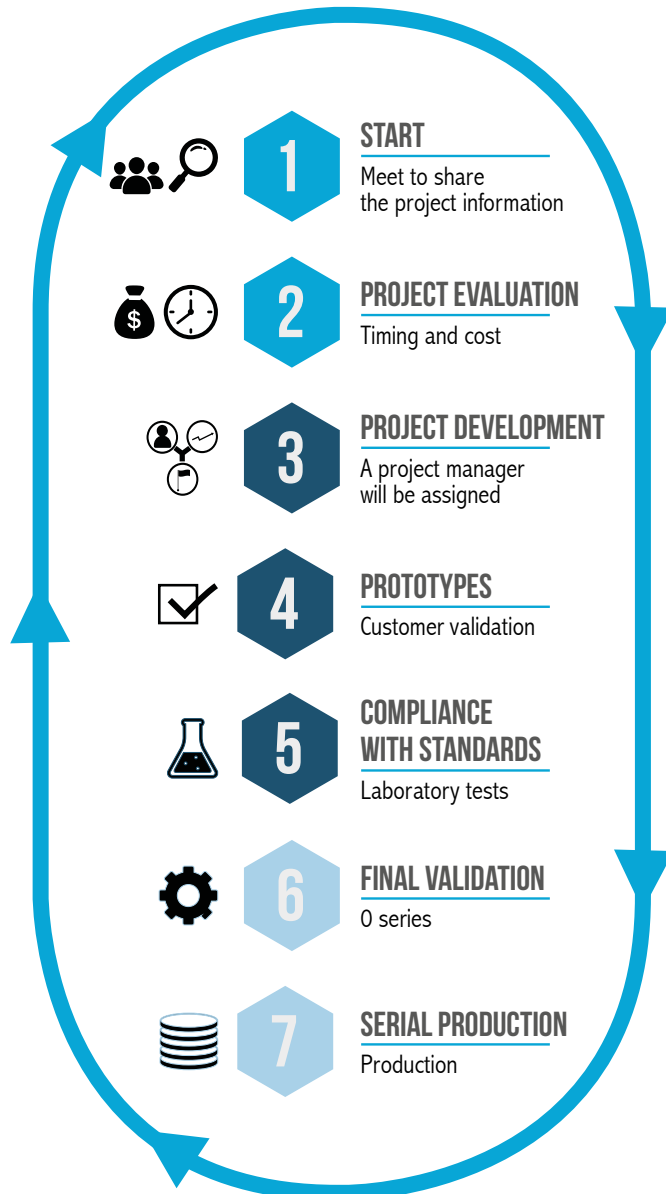 1
START
Meet to share
the project information
$
2
PROJECT EVALUATION
Timing and cost
3
PROJECT DEVELOPMENT
A project manager
will be assigned
4
PROTOTYPES
Customer validation
5
COMPLIANCE
WITH STANDARDS
Laboratory tests
6
FINAL VALIDATION
0 series
7
SERIAL PRODUCTION
Production